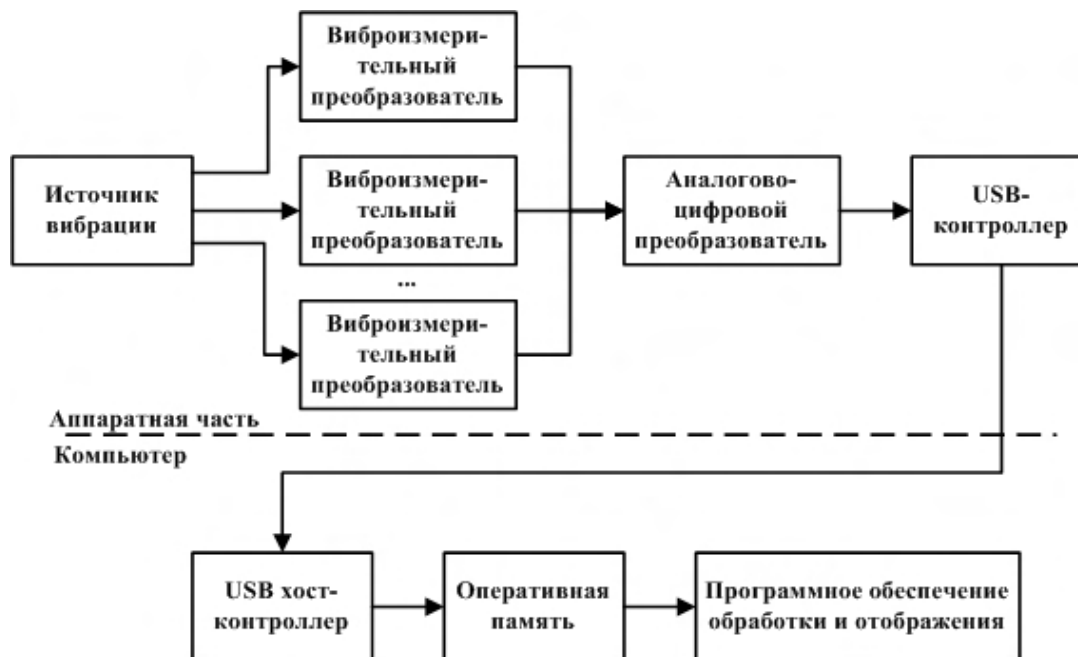 Виброизмери-
тельный
преобразователь
Источник
вибрации
Виброизмери-
тельный
преобразователь
...
Виброизмери-
тельный
преобразователь
Аналогово-
цифровой
преобразователь
USB-
контроллер
Аппаратная часть
Компьютер
USB хост-
контроллер
Оперативная
память
Программное обеспечение
обработки и отображения